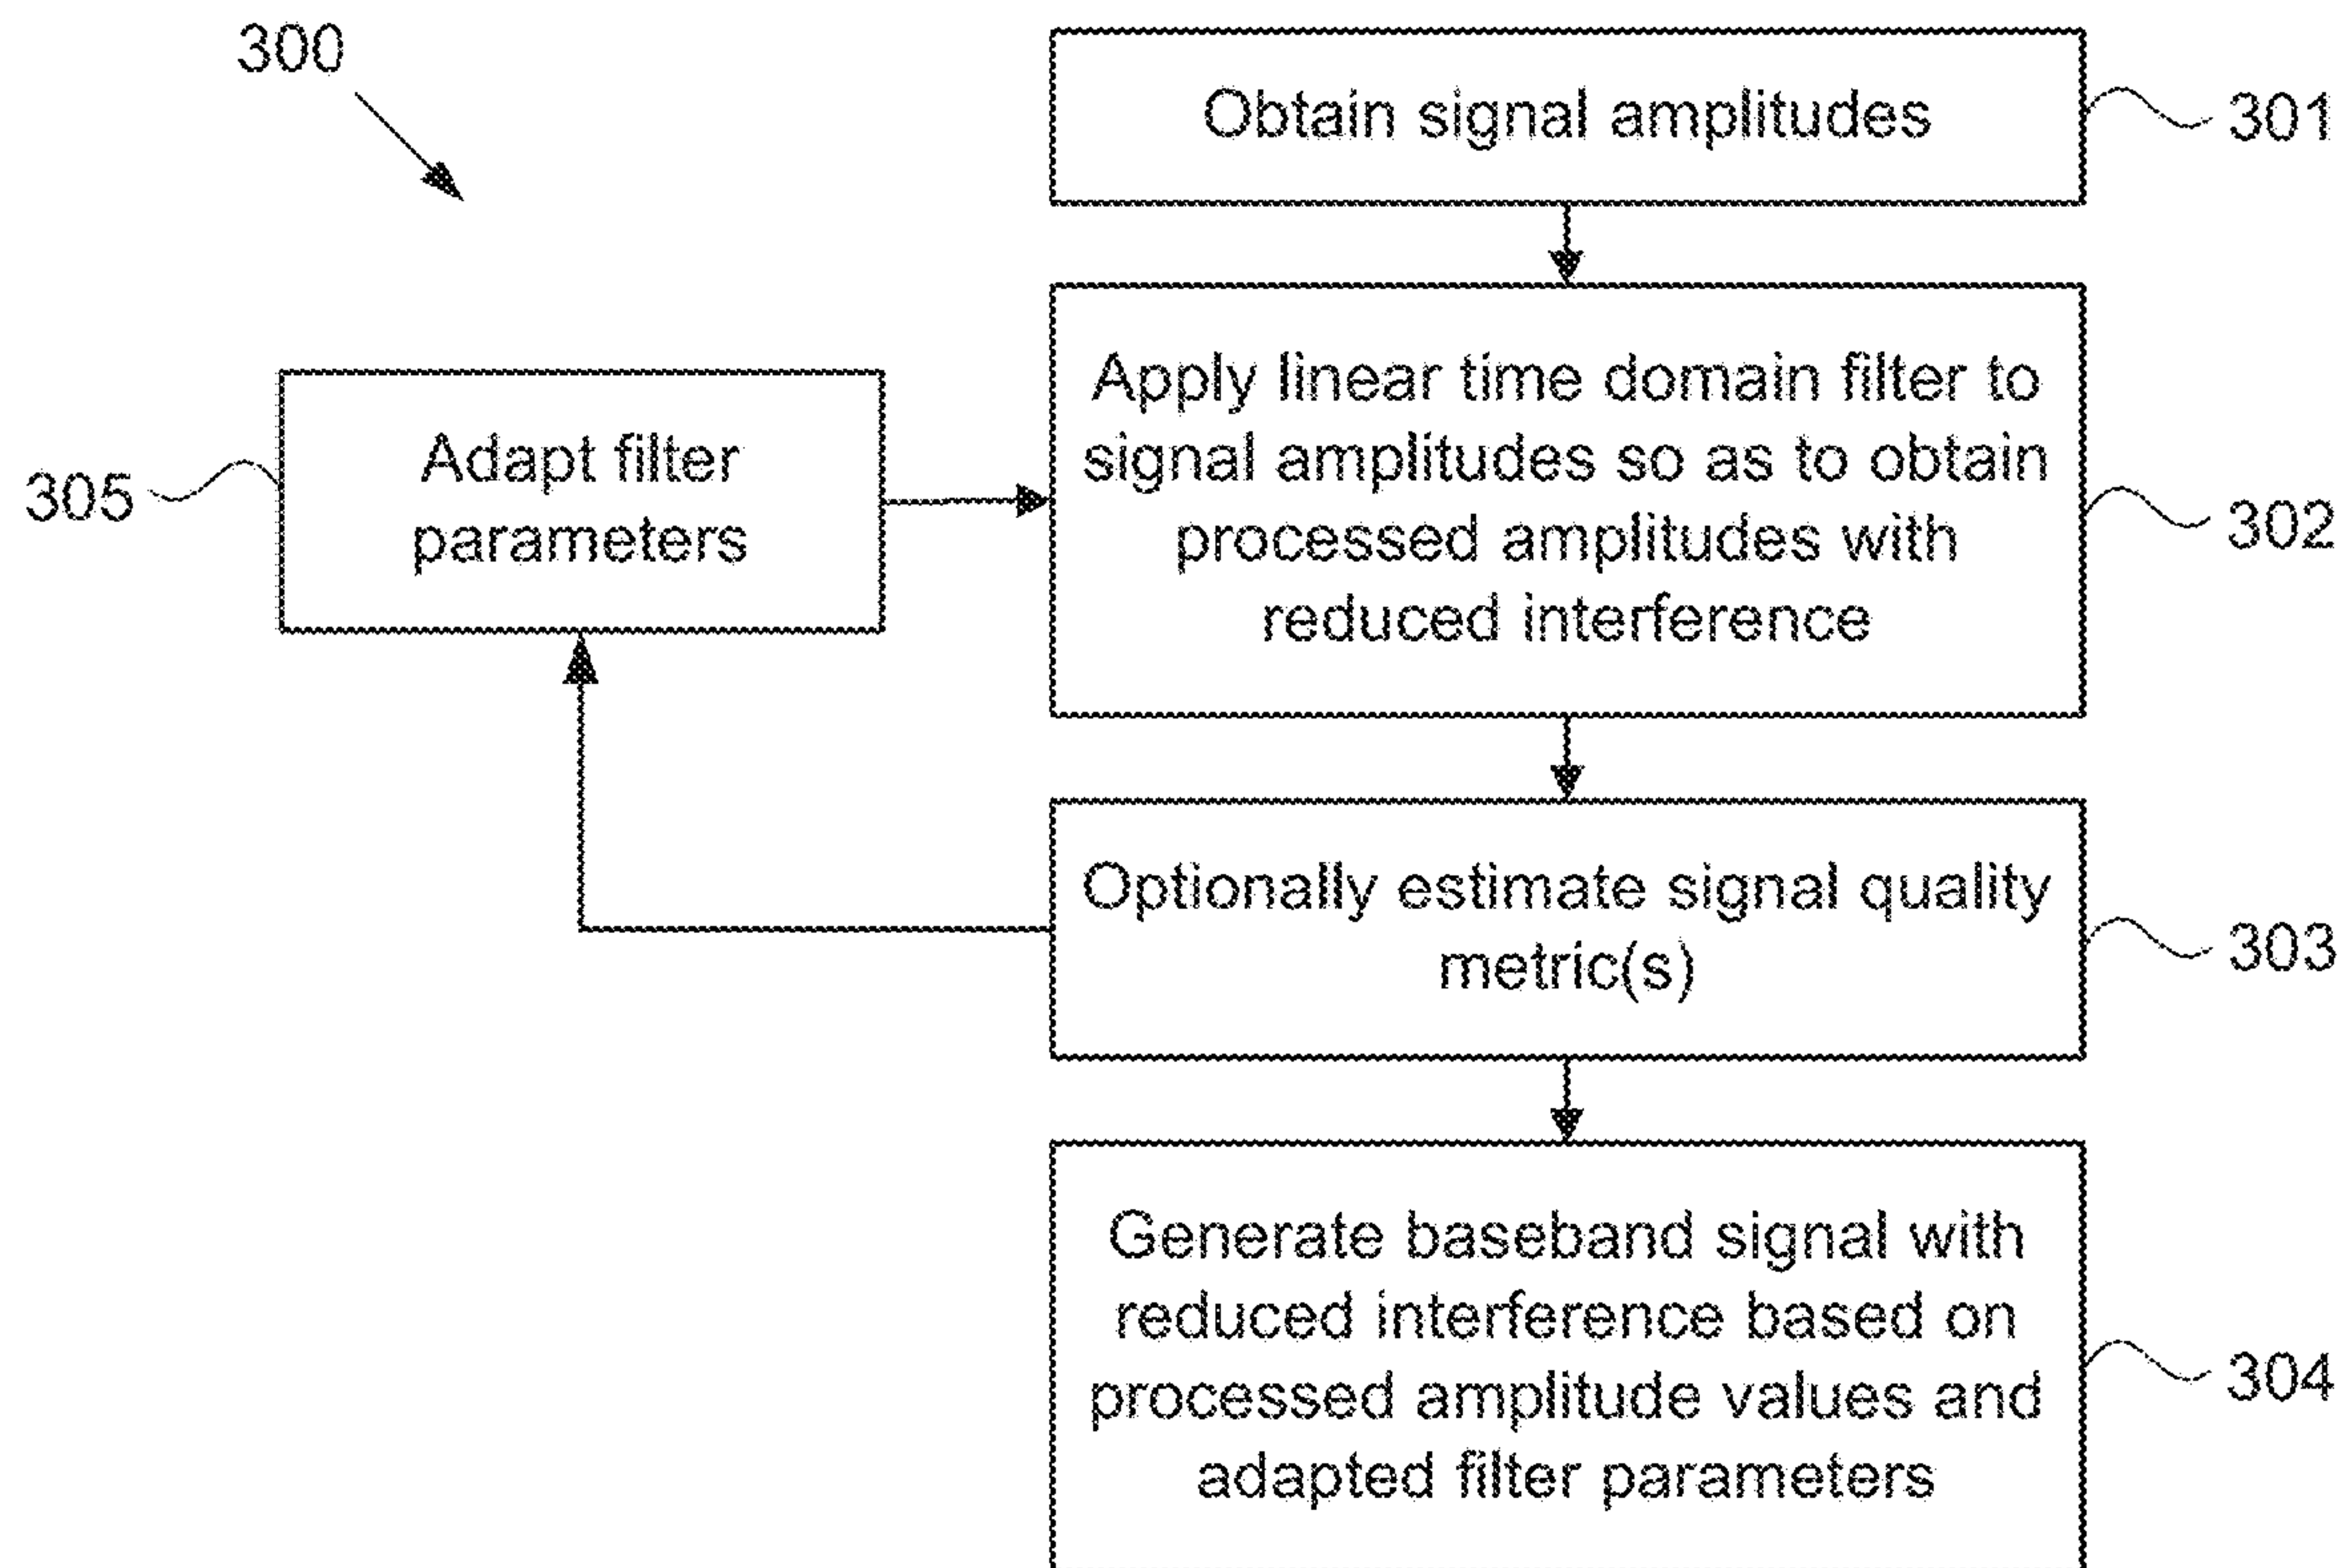 300
Obtain signal amplitudes
301
Apply linear time domain filter to
signal amplitudes so as to obtain
processed amplitudes with
reduced interference
302
Adapt filter
parameters
305
Optionally estimate signal quality
metric(s)
303
Generate baseband signal with
reduced interference based on
processed amplitude values and
adapted filter parameters
304